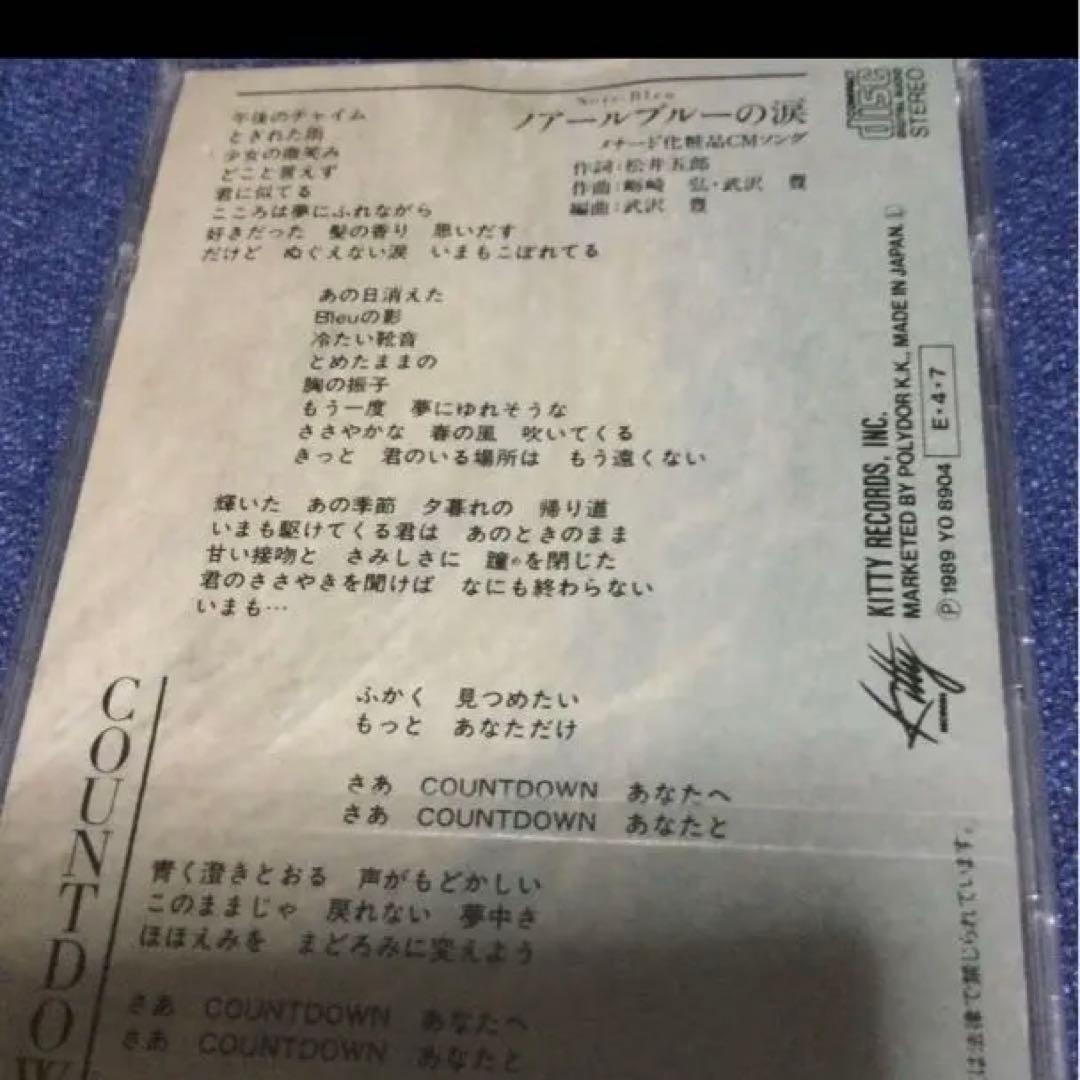 Noir Bleu
ノアールブルーの涙
メナード化粧品CMソング
作詞:松井五郎
作曲:崎 弘・武沢 豊
編曲:武沢 豊
午後のチャイム
とぎれた雨
少女の微笑み
どこと言えず
君に似てる
こころは夢にふれながら
好きだった 髪の香り 思いだす
だけど ぬぐえない涙 いまもこぼれてる
あの日消えた
Bleuの影
冷たい靴音
とめたままの
胸の振子
もう一度 夢にゆれそうな
ささやかな 春の風 吹いてくる
きっと 君のいる場所は もう遠くない
輝いた あの季節 夕暮れの 帰り道
いまも駆けてくる君は あのときのまま
甘い接吻と さみしさに 瞳を閉じた
君のささやきを聞けば なにも終わらない
いまも…
COUNTDOW
ふかく 見つめたい
もっと あなただけ
さあ COUNTDOWN あなたへ
さあ COUNTDOWN あなたと
青く澄きとおる 声がもどかしい
このままじゃ 戻れない 夢中さ
ほほえみを まどろみに変えよう
さあ COUNTDOWN あなたへ
さあ COUNTDOWN あなたと
COMPACT
disc
DIGITAL AUDIO
STEREO
Kitty
RECORDS
KITTY RECORDS, INC.
MARKETED BY POLYDOR K.K., MADE IN JAPAN. L
℗1989 YO 8904 E・4・7
は法律で禁じられています。